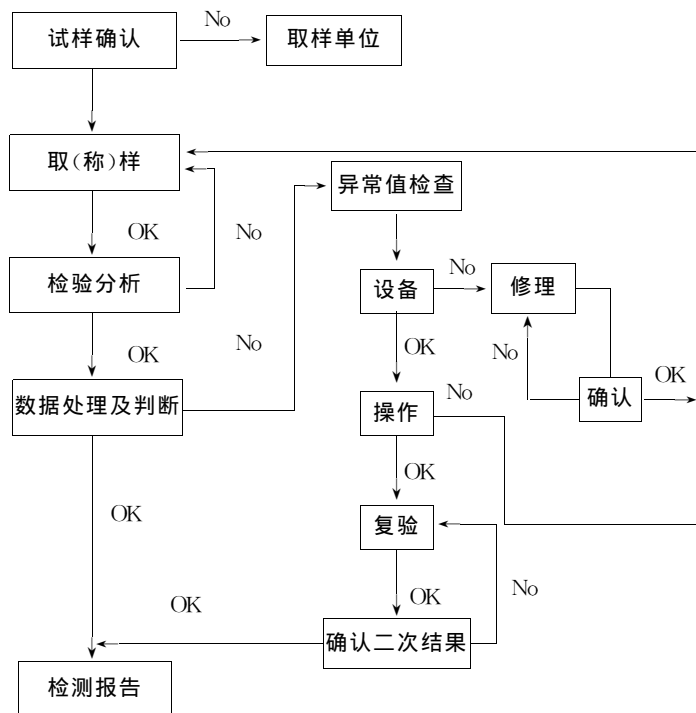 试样确认
No
取样单位
取(称)样
OK
No
检验分析
OK
No
数据处理及判断
OK
异常值检查
设备
No
修理
OK
No
确认
OK
操作
No
OK
复验
OK
No
确认二次结果
OK
检测报告